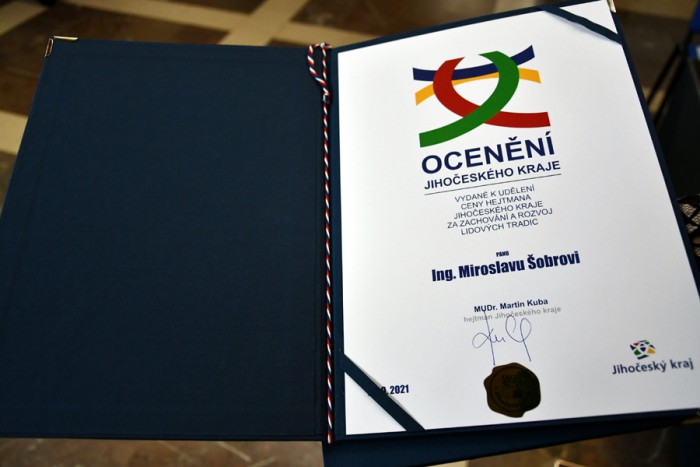 OCENĚNÍ
JIHOČESKÉHO KRAJE
VYDANÉ K UDĚLENÍ
CENY HEJTMANA
JIHOČESKÉHO KRAJE
ZA ZACHOVÁNÍ A ROZVOJ
LIDOVÝCH TRADIC
PANU
Ing. Miroslavu Šobrovi
MUDr. Martin Kuba
hejtman Jihočeského kraje
2021
Jihočeský kraj